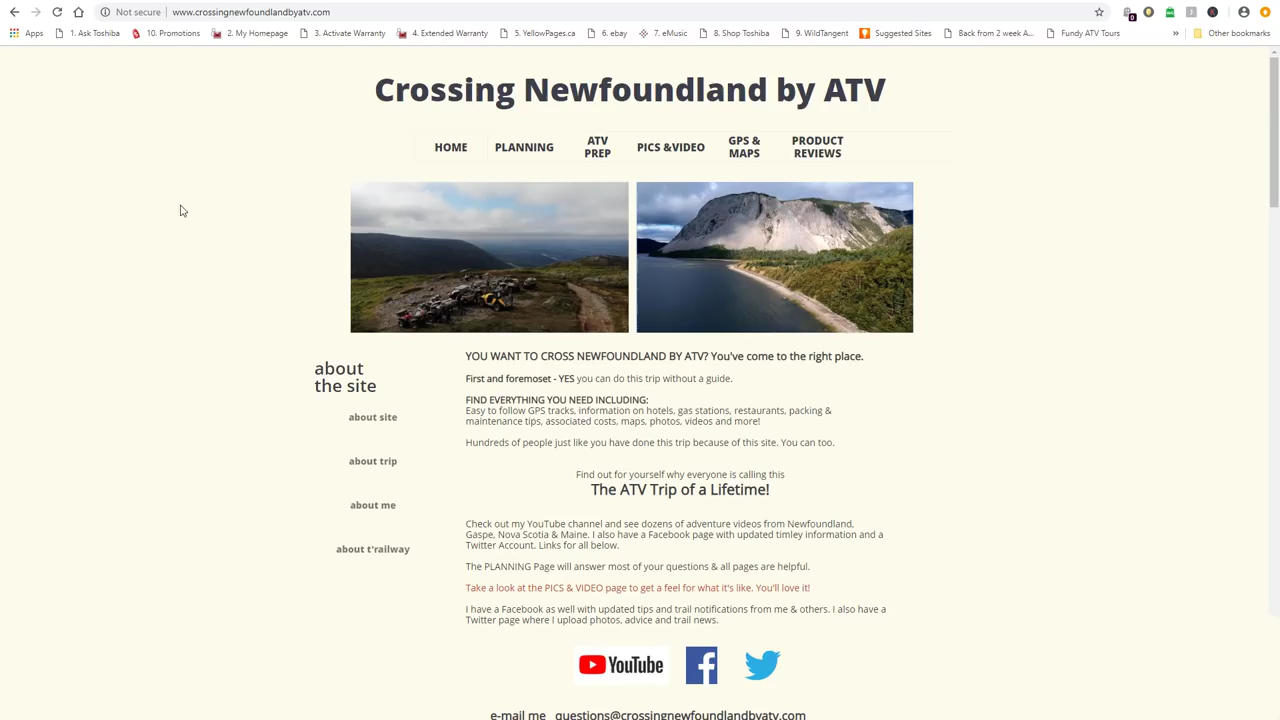 Not secure | www.crossingnewfoundlandbyatv.com
0
Apps 1. Ask Toshiba 10. Promotions 2. My Homepage 3. Activate Warranty 4. Extended Warranty 5. YellowPages.ca 6. ebay 7. eMusic 8. Shop Toshiba 9. WildTangent Suggested Sites Back from 2 week A... Fundy ATV Tours » Other bookmarks
Crossing Newfoundland by ATV
HOME PLANNING ATV PREP PICS &VIDEO GPS & MAPS PRODUCT REVIEWS
about
the site
about site
about trip
about me
about t'railway
YOU WANT TO CROSS NEWFOUNDLAND BY ATV? You've come to the right place.
First and foremoset - YES you can do this trip without a guide.
FIND EVERYTHING YOU NEED INCLUDING:
Easy to follow GPS tracks, information on hotels, gas stations, restaurants, packing &
maintenance tips, associated costs, maps, photos, videos and more!
Hundreds of people just like you have done this trip because of this site. You can too.
Find out for yourself why everyone is calling this
The ATV Trip of a Lifetime!
Check out my YouTube channel and see dozens of adventure videos from Newfoundland,
Gaspe, Nova Scotia & Maine. I also have a Facebook page with updated timley information and a
Twitter Account. Links for all below.
The PLANNING Page will answer most of your questions & all pages are helpful.
Take a look at the PICS & VIDEO page to get a feel for what it's like. You'll love it!
I have a Facebook as well with updated tips and trail notifications from me & others. I also have a
Twitter page where I upload photos, advice and trail news.
YouTube f
e-mail me questions@crossingnewfoundlandbyatv.com